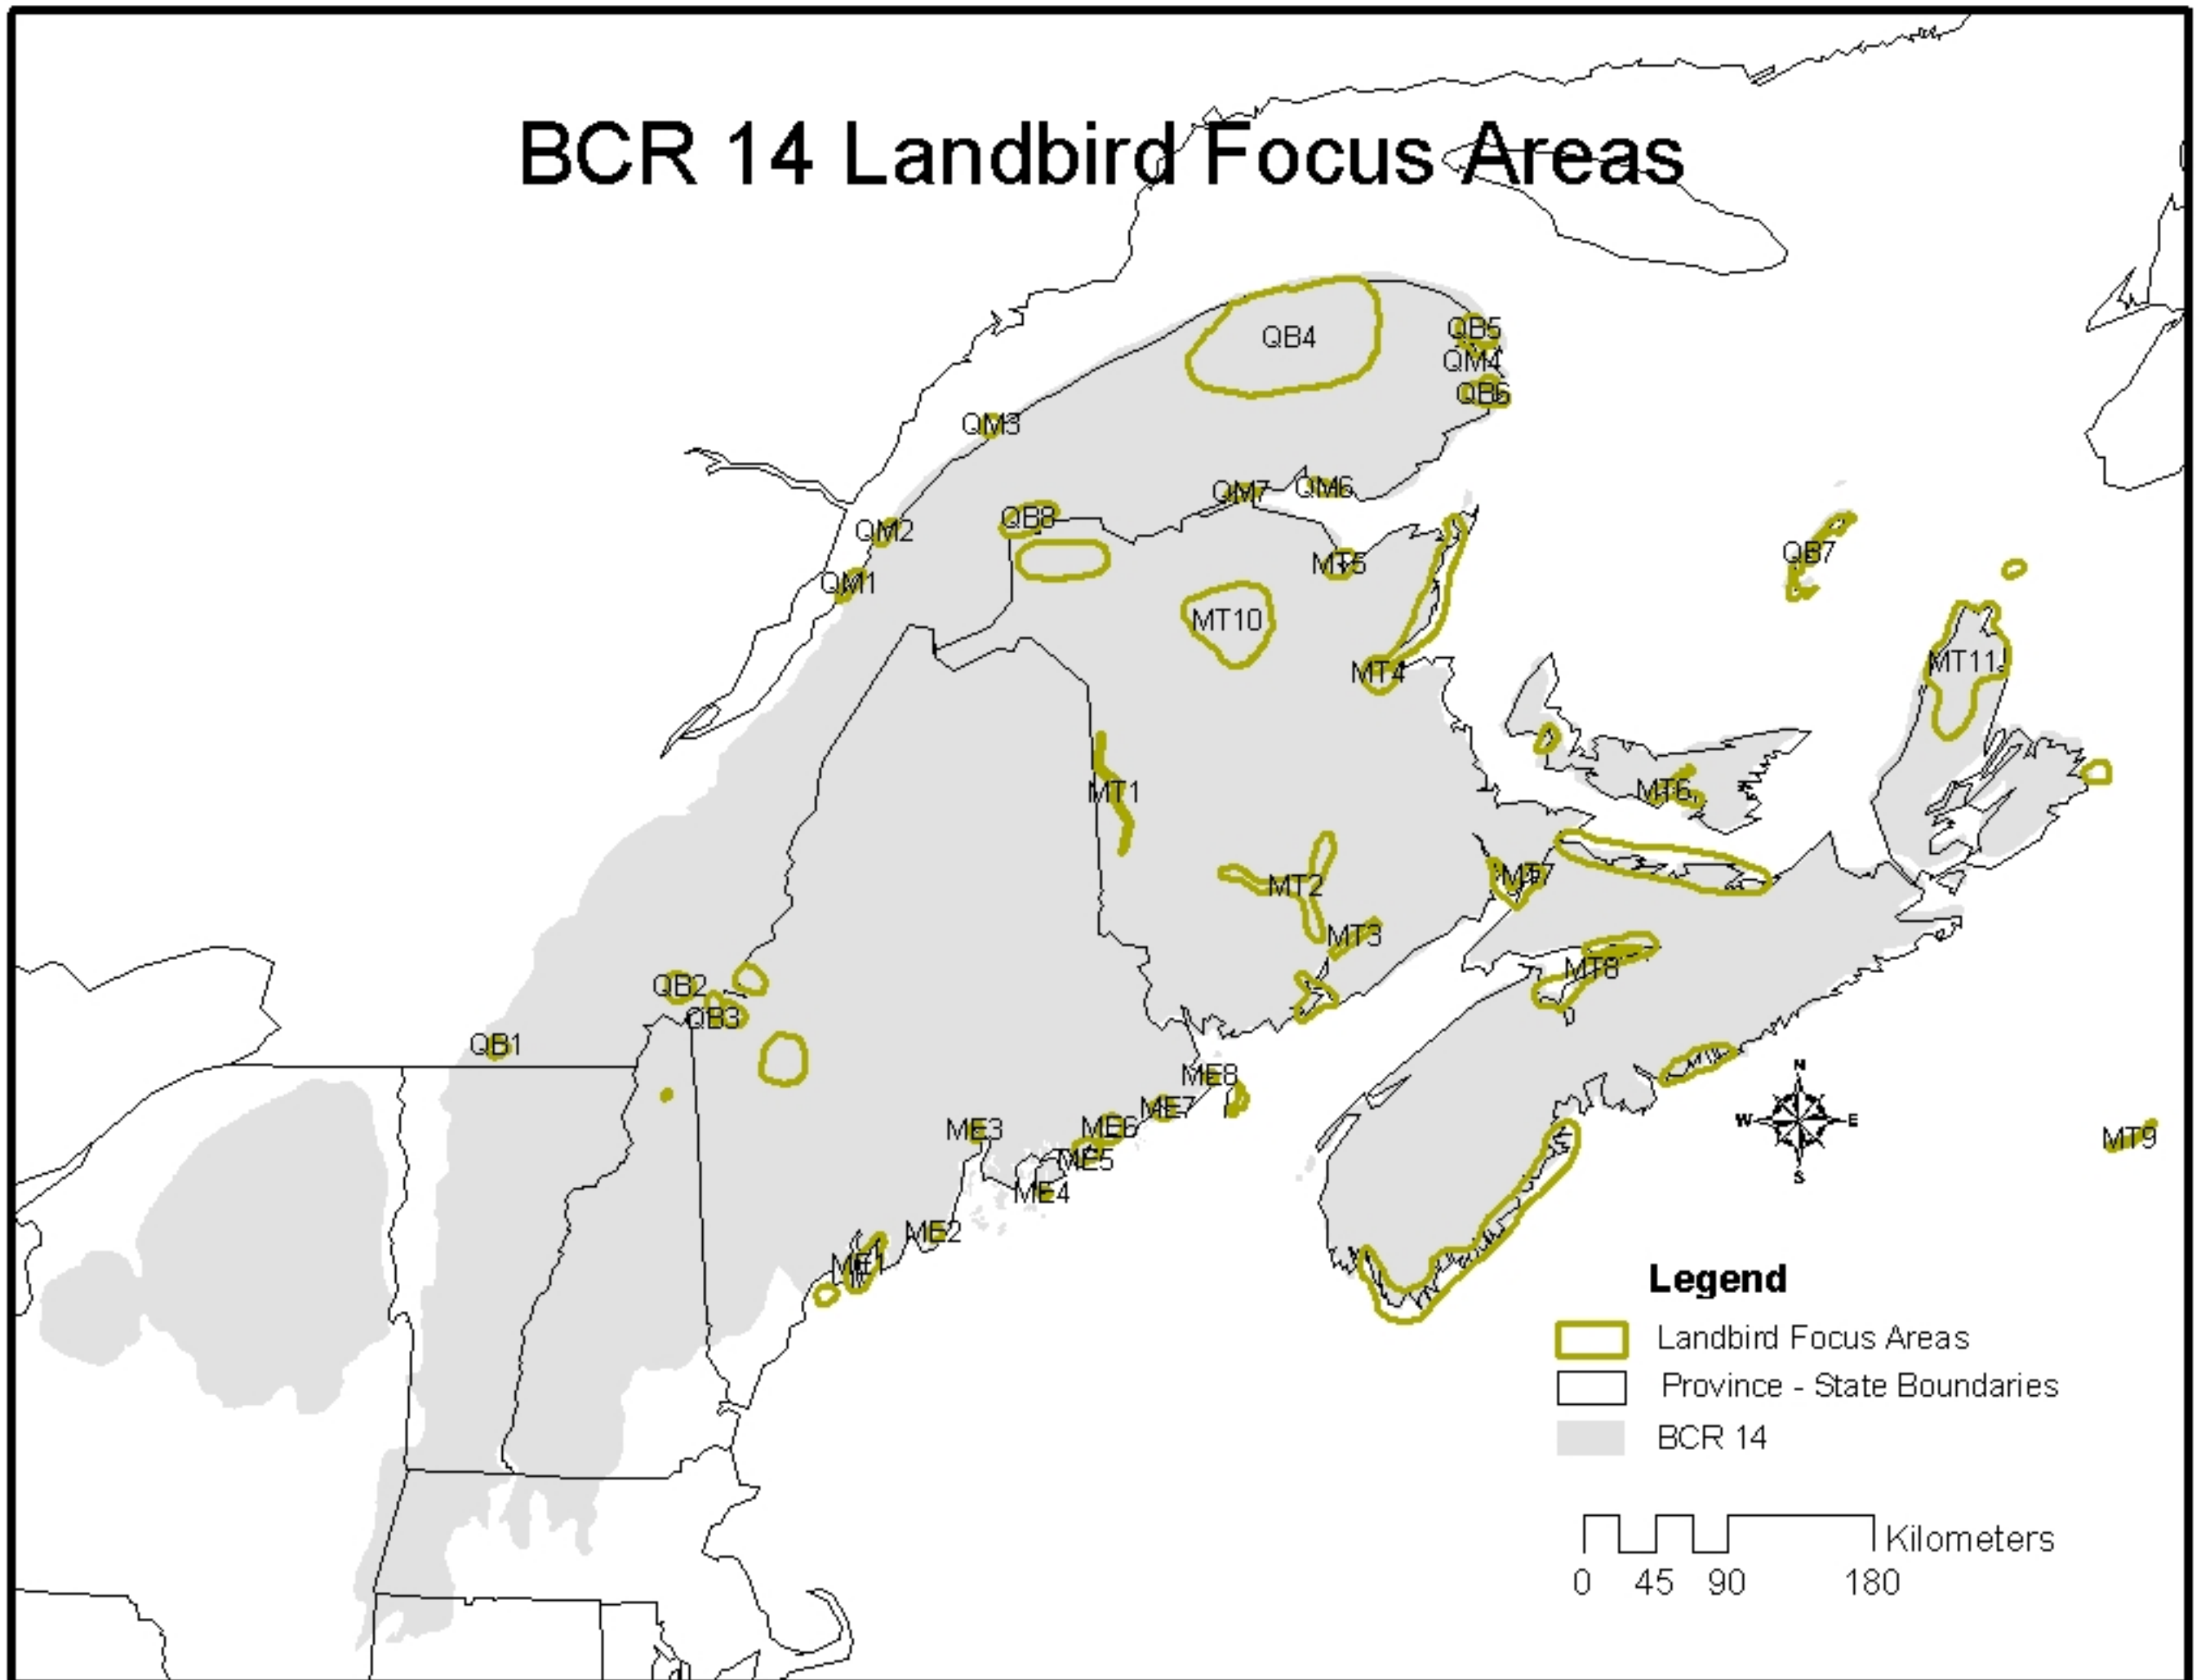 BCR 14 Landbird Focus Areas
QB4
QB5
QM4
QB6
QM3
QM7
QM6
QB8
QM2
MT5
QB7
QM1
MT10
MT11
MT4
MT1
MT6
MT7
MT2
MT3
MT8
QB2
QB3
QB1
ME8
ME7
ME6
ME3
ME5
ME4
MT9
ME2
ME1
N
W
E
S
Legend
Landbird Focus Areas
Province - State Boundaries
BCR 14
Kilometers
0 45 90 180